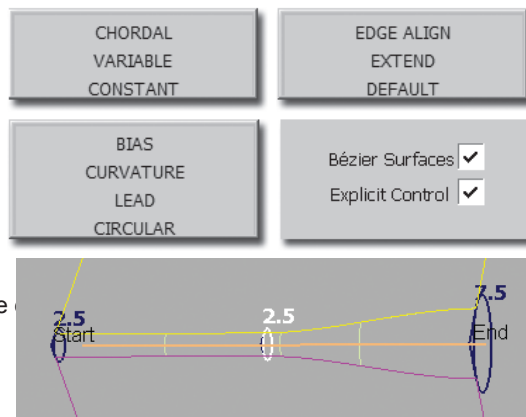 CHORDAL
VARIABLE
CONSTANT
EDGE ALIGN
EXTEND
DEFAULT
BIAS
CURVATURE
LEAD
CIRCULAR
Bézier Surfaces
Explicit Control
e
2.5
Start
2.5
7.5
End